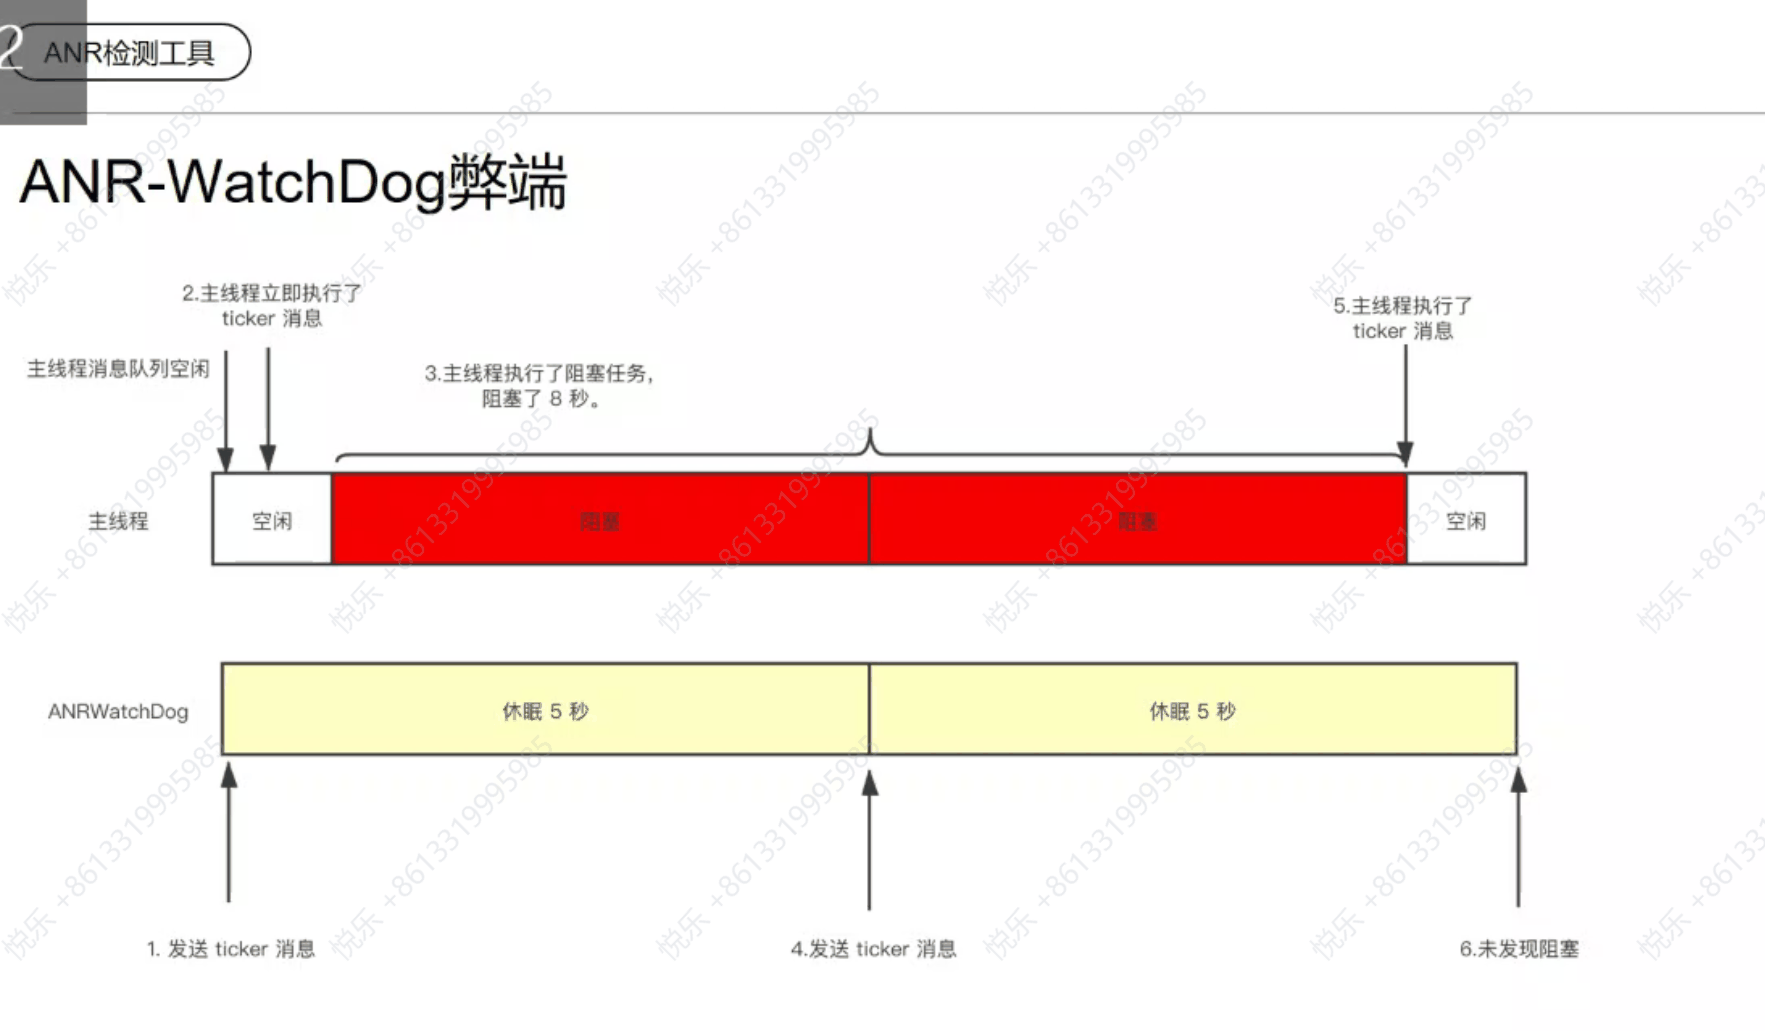 2
ANR检测工具
ANR-WatchDog弊端
2.主线程立即执行了
ticker 消息
主线程消息队列空闲
3.主线程执行了阻塞任务，
阻塞了 8 秒。
5.主线程执行了
ticker 消息
主线程
空闲
阻塞
阻塞
空闲
ANRWatchDog
休眠 5 秒
休眠 5 秒
1. 发送 ticker 消息
4.发送 ticker 消息
6.未发现阻塞
悦乐 +8613319995985